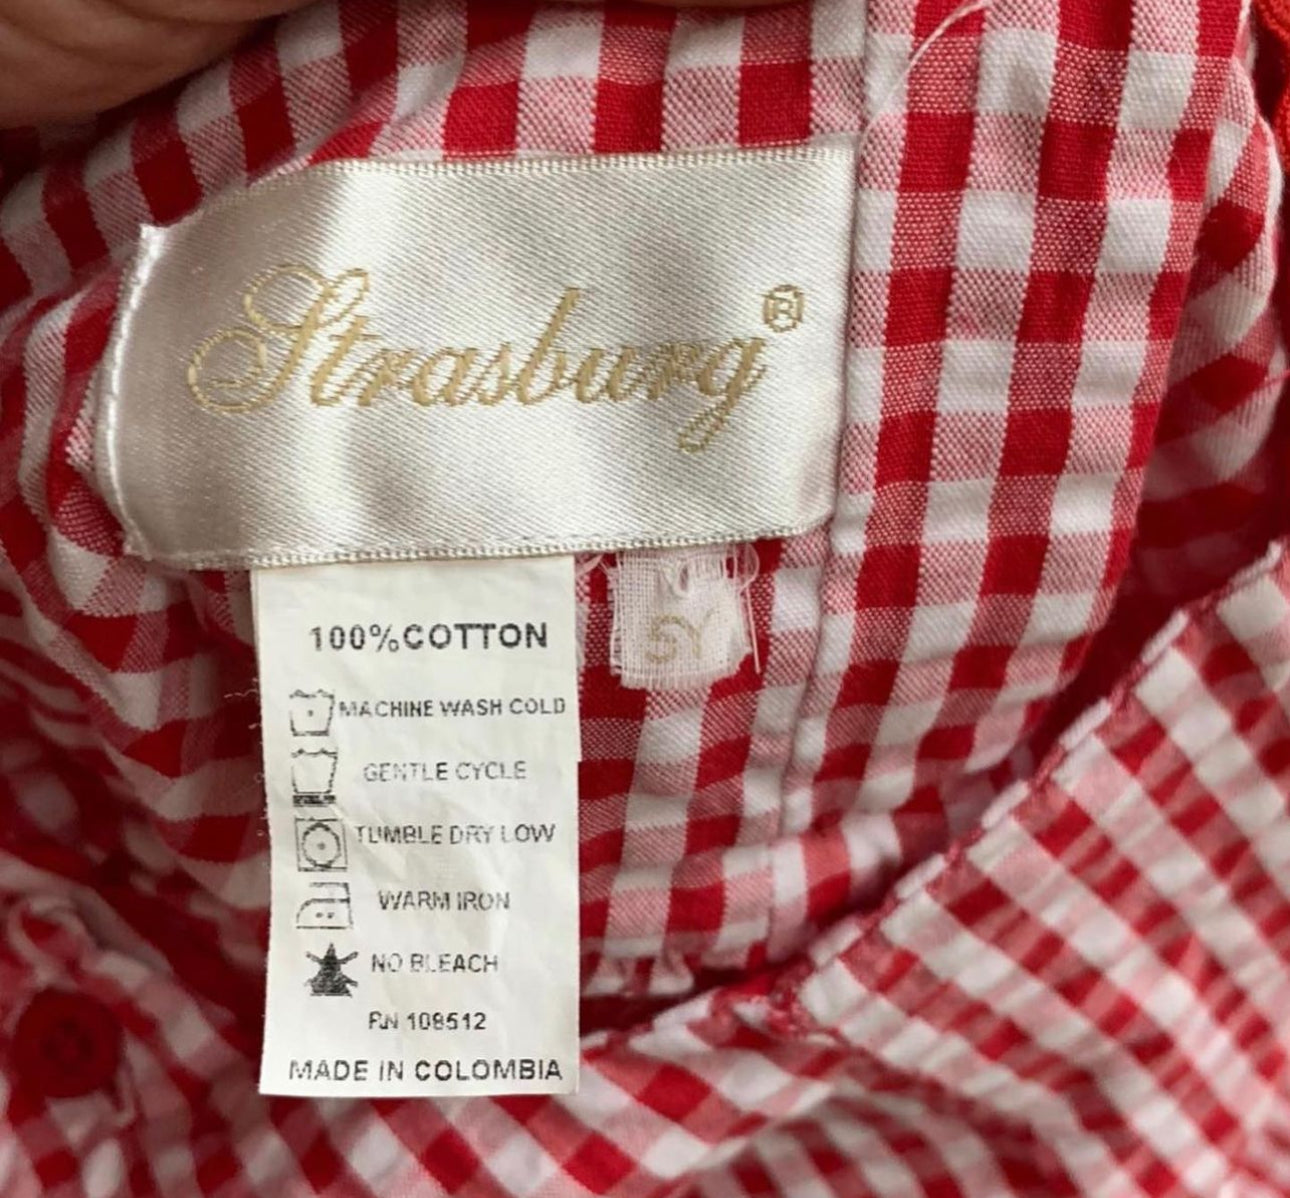 Strasburg®
5Y
100%COTTON
MACHINE WASH COLD
GENTLE CYCLE
TUMBLE DRY LOW
WARM IRON
NO BLEACH
RN 108512
MADE IN COLOMBIA